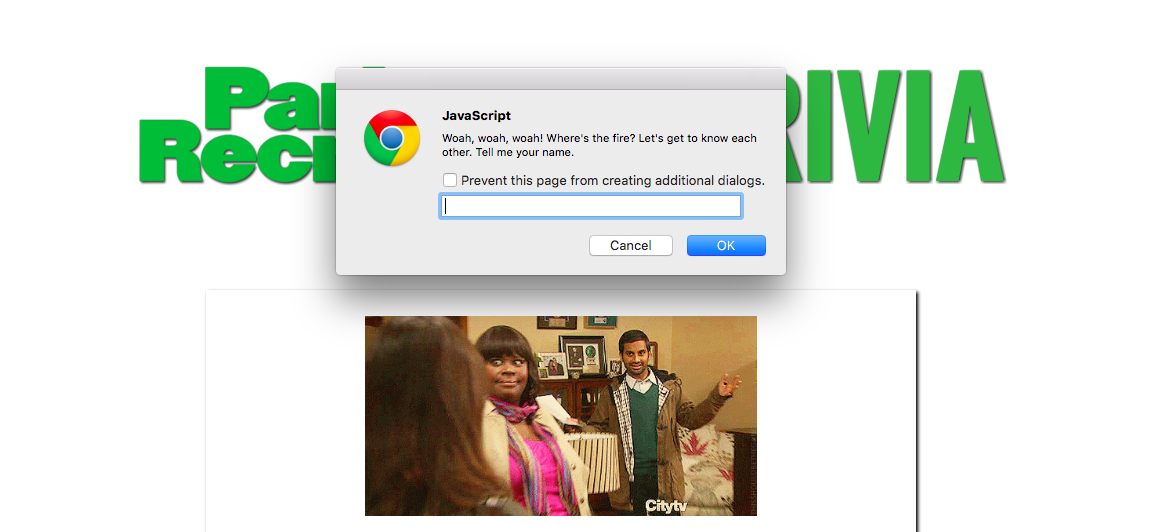 Par
Recr
RIVIA
JavaScript
Woah, woah, woah! Where's the fire? Let's get to know each
other. Tell me your name.
Prevent this page from creating additional dialogs.
Cancel OK
Citytv